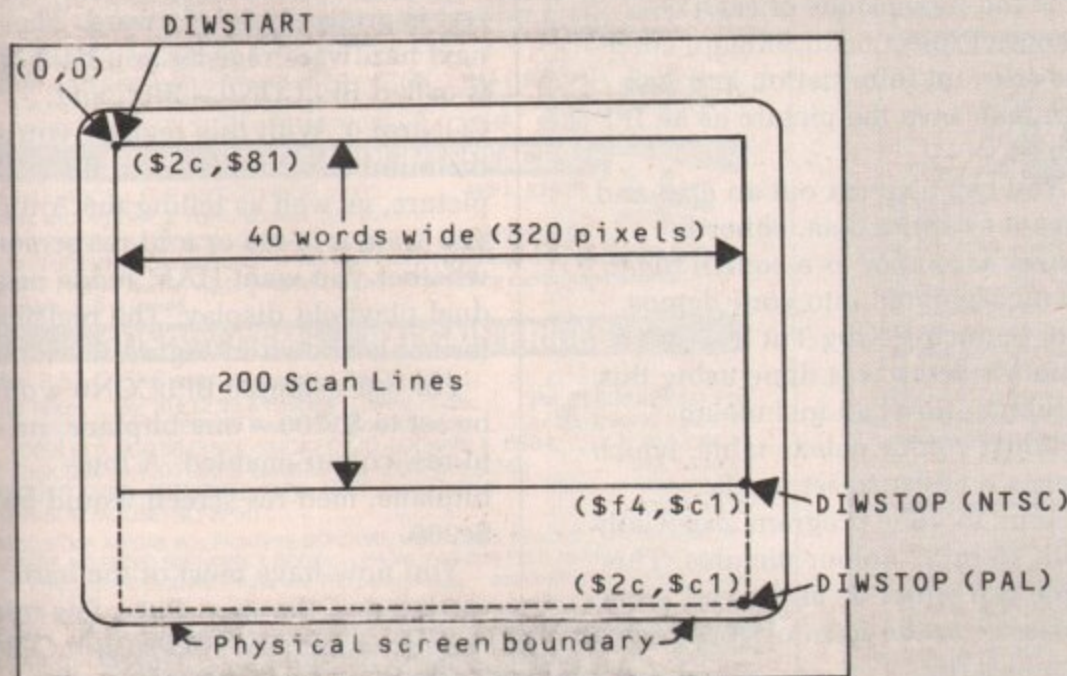 DIWSTART
(0,0)
($2c,$81)
40 words wide (320 pixels)
200 Scan Lines
($f4,$c1) DIWSTOP (NTSC)
($2c,$c1) DIWSTOP (PAL)
Physical screen boundary